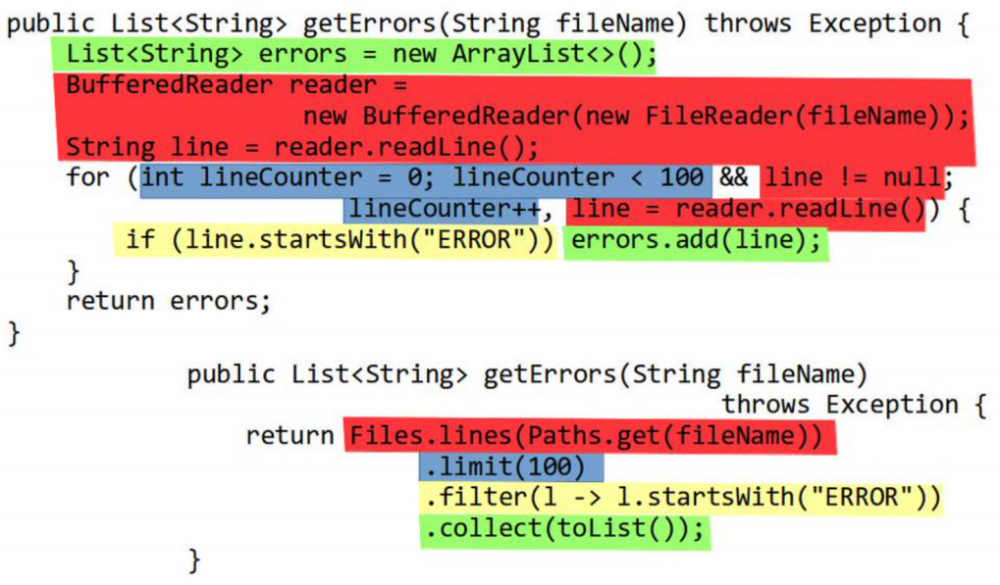 public List<String> getErrors(String fileName) throws Exception {
List<String> errors = new ArrayList<>();
BufferedReader reader =
new BufferedReader(new FileReader(fileName));
String line = reader.readLine();
for (int lineCounter = 0; lineCounter < 100 && line != null;
lineCounter++, line = reader.readLine()) {
if (line.startsWith("ERROR")) errors.add(line);
}
return errors;
}
public List<String> getErrors(String fileName)
throws Exception {
return Files.lines(Paths.get(fileName))
.limit(100)
.filter(l -> l.startsWith("ERROR"))
.collect(toList());
}